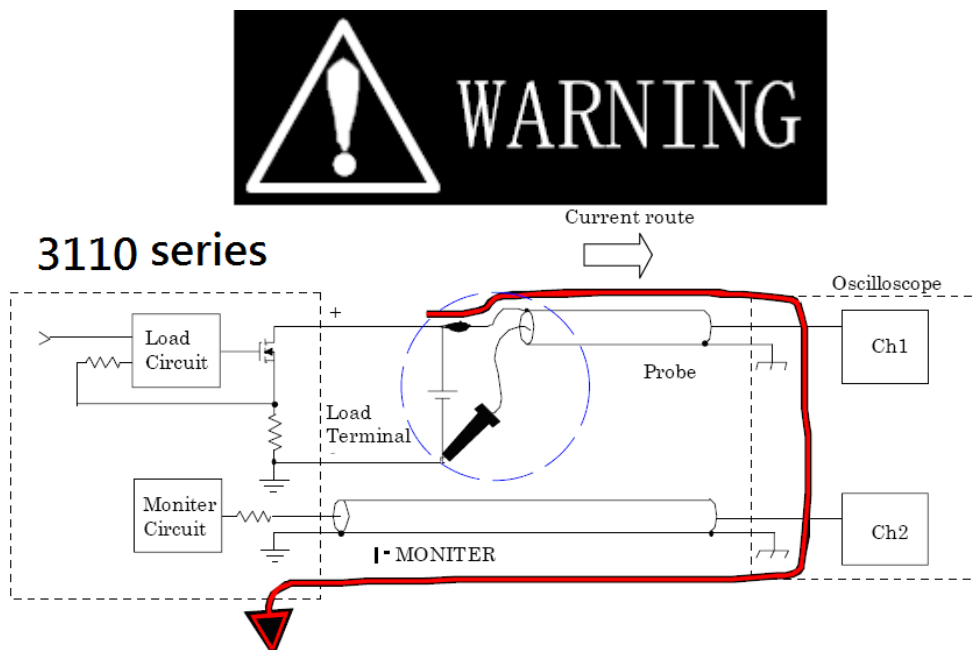 WARNING
Current route
3110 series
Oscilloscope
+
Load
Circuit
Ch1
Probe
Load
Terminal
-
Moniter
Circuit
Ch2
I-MONITER